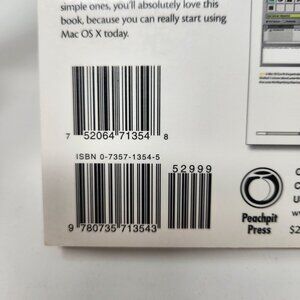 simple ones, you'll absolutely love this
book, because you can really start using
Mac OS X today.
7 52064 71354 8
ISBN 0-7357-1354-5
52999
9 780735 713543
Peachpit
Press
C
O
U
w
$2